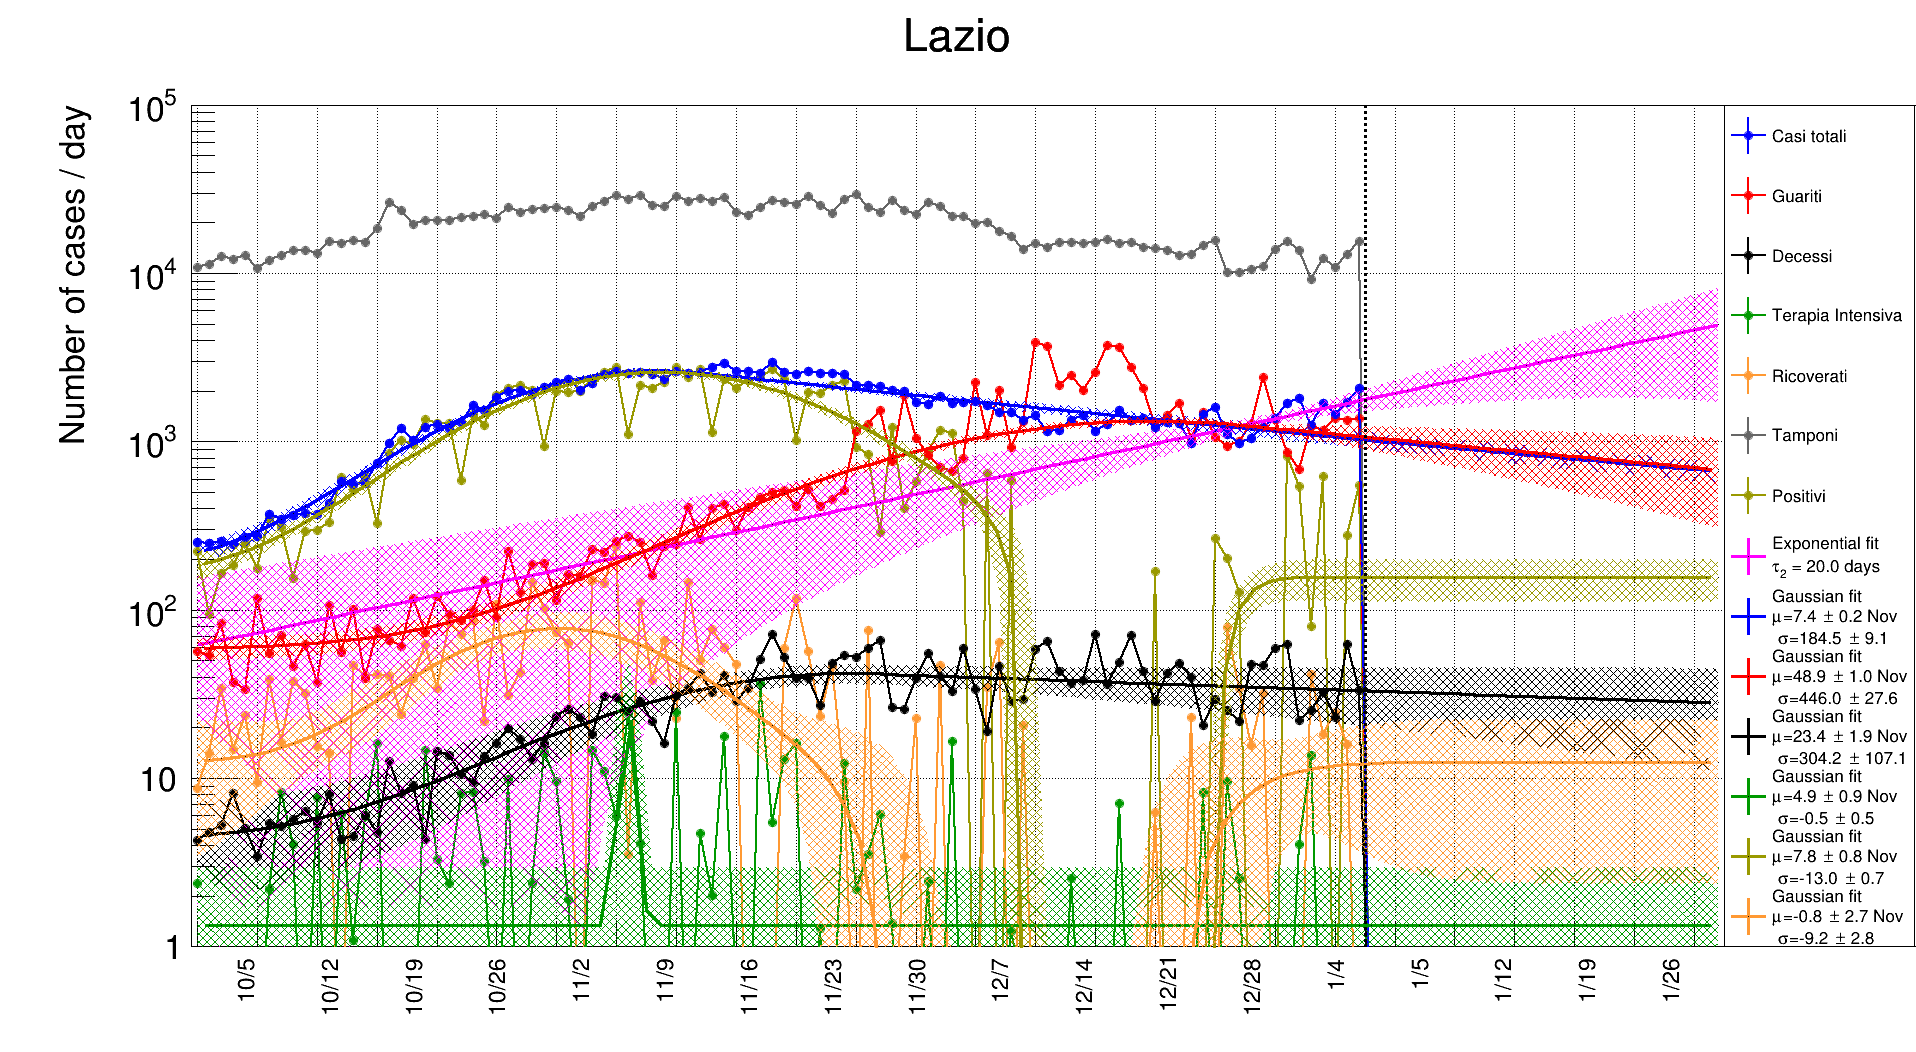 Lazio
Number of cases / day
10^5
10^4
10^3
10^2
10
1
10/5
10/12
10/19
10/26
11/2
11/9
11/16
11/23
11/30
12/7
12/14
12/21
12/28
1/4
1/5
1/12
1/19
1/26
Casi totali
Guariti
Decessi
Terapia Intensiva
Ricoverati
Tamponi
Positivi
Exponential fit
τ₂ = 20.0 days
Gaussian fit
μ=7.4 ± 0.2 Nov
σ=184.5 ± 9.1
Gaussian fit
μ=48.9 ± 1.0 Nov
σ=446.0 ± 27.6
Gaussian fit
μ=23.4 ± 1.9 Nov
σ=304.2 ± 107.1
Gaussian fit
μ=4.9 ± 0.9 Nov
σ=-0.5 ± 0.5
Gaussian fit
μ=7.8 ± 0.8 Nov
σ=-13.0 ± 0.7
Gaussian fit
μ=-0.8 ± 2.7 Nov
σ=-9.2 ± 2.8